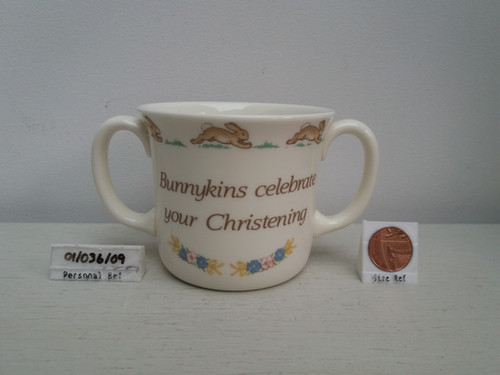 Bunnykins celebrate
your Christening
01/036/09
Personal Ref
Size Ref